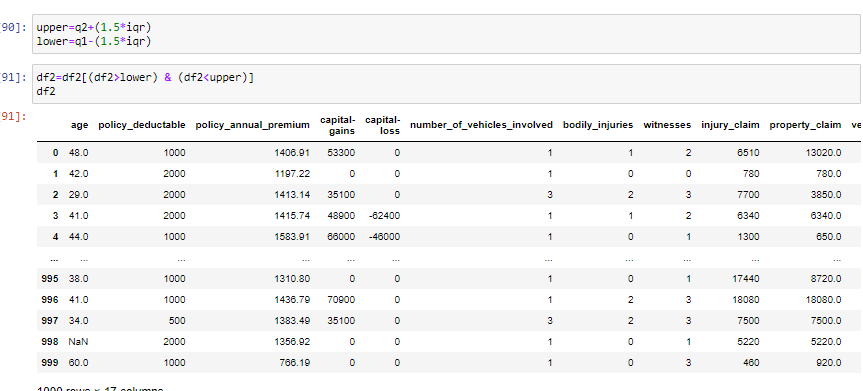 90]: upper=q2+(1.5*iqr)
lower=q1-(1.5*iqr)
91]: df2=df2[(df2>lower) & (df2<upper)]
df2
91]:
age policy_deductable policy_annual_premium capital-gains capital-loss number_of_vehicles_involved bodily_injuries witnesses injury_claim property_claim ve
0 48.0 1000 1406.91 53300 0 1 1 2 6510 13020.0
1 42.0 2000 1197.22 0 0 1 0 0 780 780.0
2 29.0 2000 1413.14 35100 0 3 2 3 7700 3850.0
3 41.0 2000 1415.74 48900 -62400 1 1 2 6340 6340.0
4 44.0 1000 1583.91 66000 -46000 1 0 1 1300 650.0
... ... ... ... ... ... ... ... ... ... ...
995 38.0 1000 1310.80 0 0 1 0 1 17440 8720.0
996 41.0 1000 1436.79 70900 0 1 2 3 18080 18080.0
997 34.0 500 1383.49 35100 0 3 2 3 7500 7500.0
998 NaN 2000 1356.92 0 0 1 0 1 5220 5220.0
999 60.0 1000 766.19 0 0 1 0 3 460 920.0
1000 rows × 17 columns